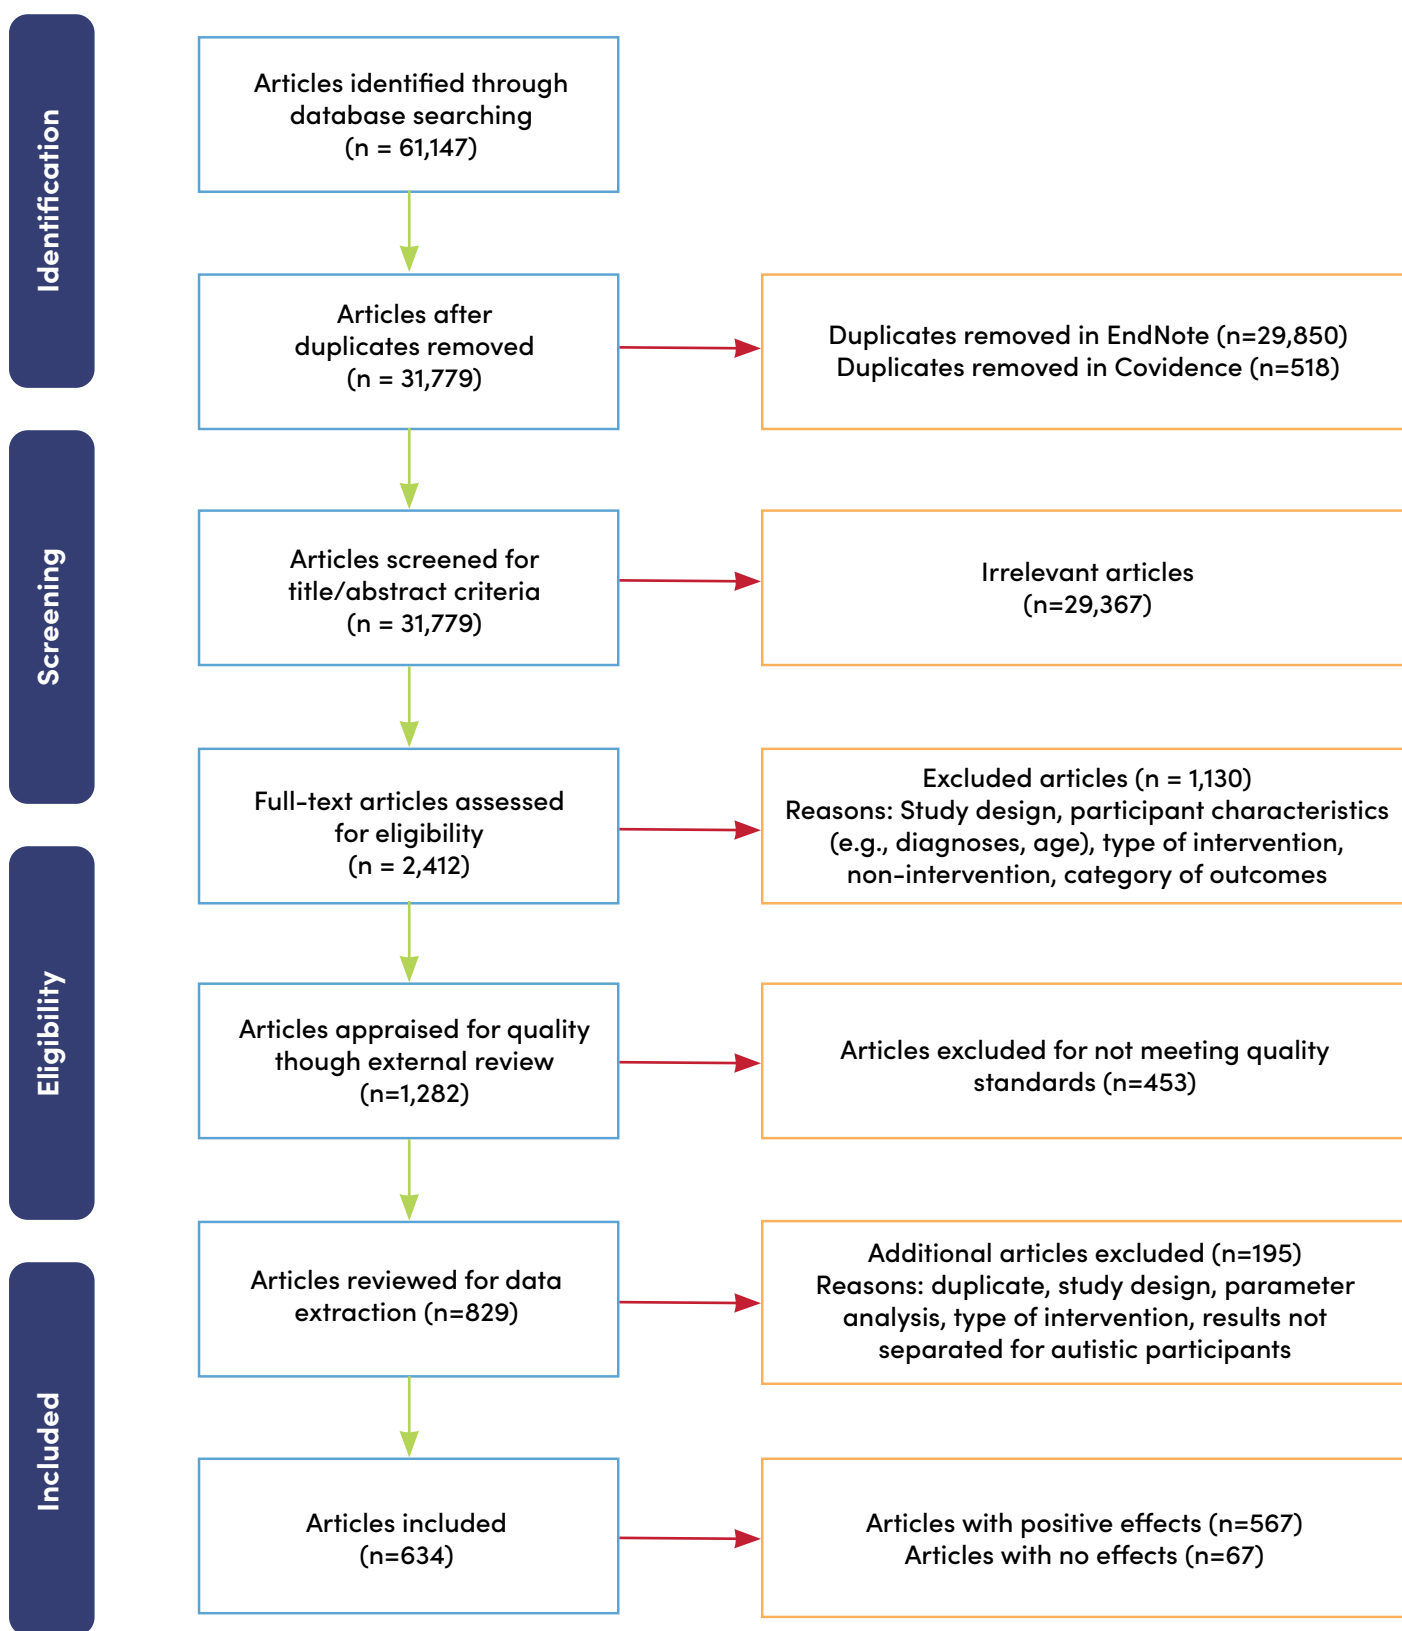 Identification
Articles identified through
database searching
(n = 61,147)
Articles after
duplicates removed
(n = 31,779)
Duplicates removed in EndNote (n=29,850)
Duplicates removed in Covidence (n=518)
Screening
Articles screened for
title/abstract criteria
(n = 31,779)
Irrelevant articles
(n=29,367)
Full-text articles assessed
for eligibility
(n = 2,412)
Excluded articles (n = 1,130)
Reasons: Study design, participant characteristics
(e.g., diagnoses, age), type of intervention,
non-intervention, category of outcomes
Eligibility
Articles appraised for quality
though external review
(n=1,282)
Articles excluded for not meeting quality
standards (n=453)
Articles reviewed for data
extraction (n=829)
Additional articles excluded (n=195)
Reasons: duplicate, study design, parameter
analysis, type of intervention, results not
separated for autistic participants
Included
Articles included
(n=634)
Articles with positive effects (n=567)
Articles with no effects (n=67)